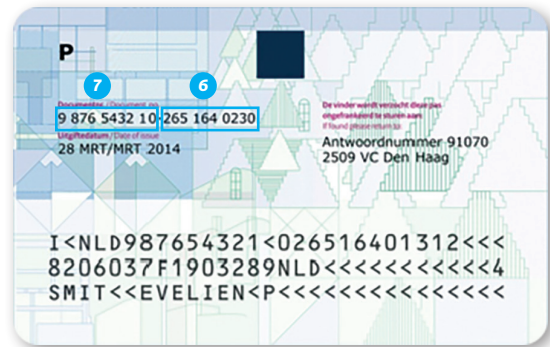 P
7 6
Documentnr. / Document no
9 876 5432 10 265 164 0230
Uitgiftedatum / Date of issue
28 MRT/MRT 2014
De vinder wordt verzocht deze pas
ongefrankeerd te sturen aan
If found please return to:
Antwoordnummer 91070
2509 VC Den Haag
I<NLD987654321<026516401312<<<
8206037F1903289NLD<<<<<<<<<<<4
SMIT<<EVELIEN<P<<<<<<<<<<<<<<<